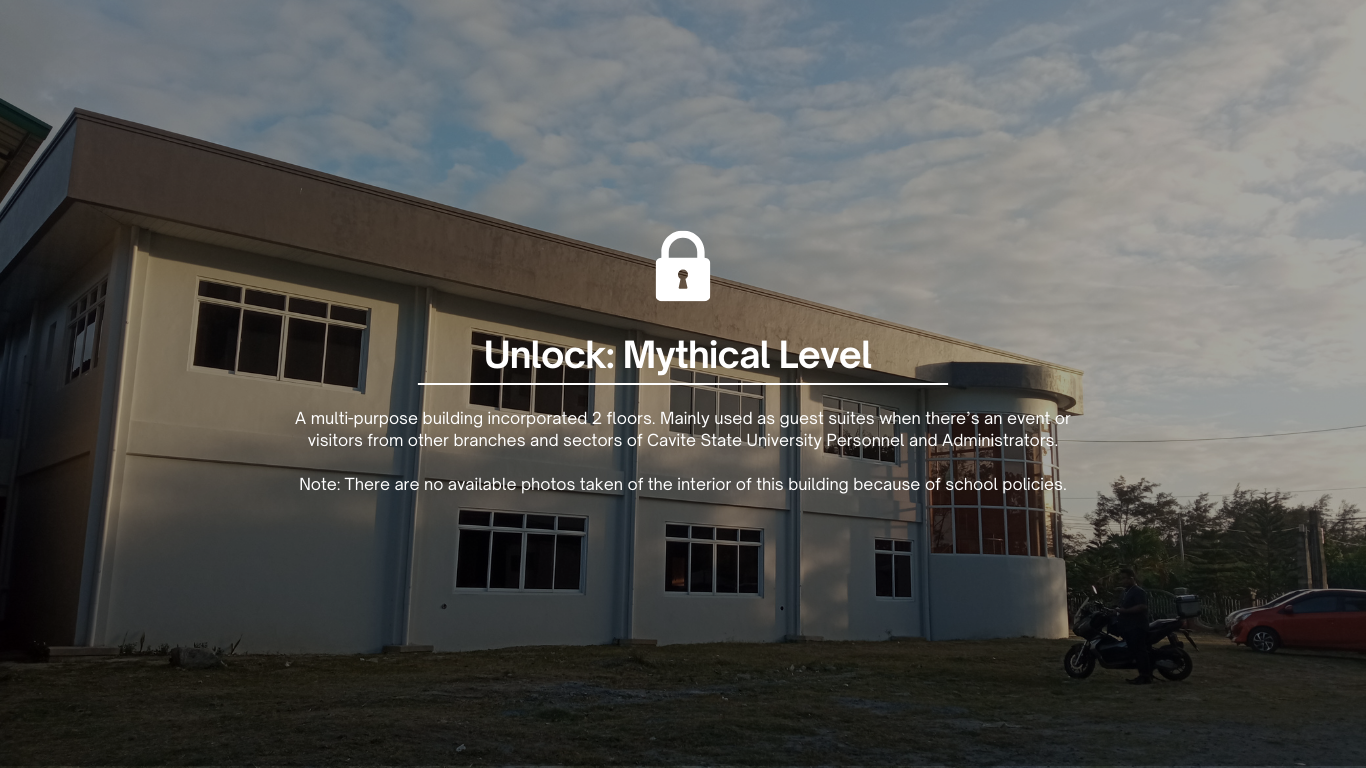 Unlock: Mythical Level
A multi-purpose building incorporated 2 floors. Mainly used as guest suites when there's an event or
visitors from other branches and sectors of Cavite State University Personnel and Administrators.
Note: There are no available photos taken of the interior of this building because of school policies.